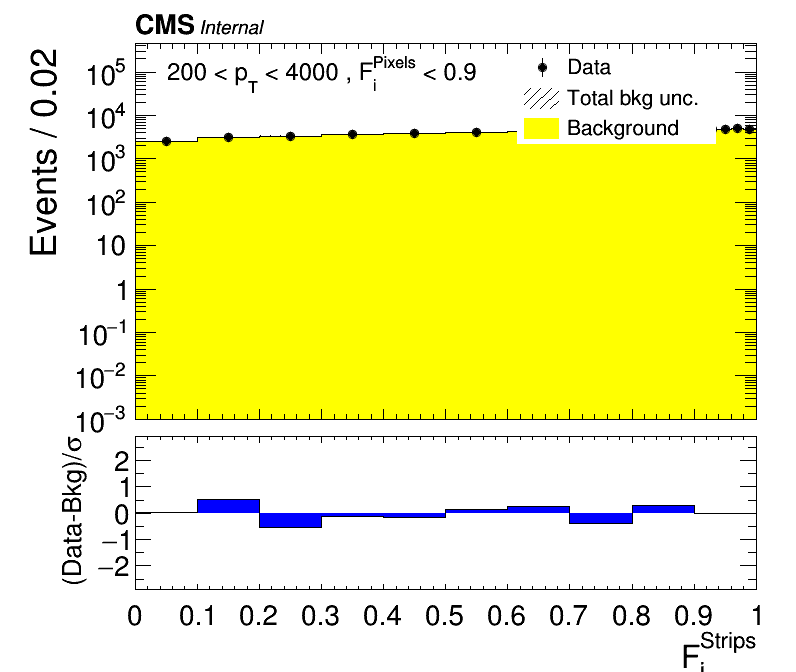 CMS Internal
200 < p_T < 4000 , F_i^Pixels < 0.9
Data
Total bkg unc.
Background
Events / 0.02
10^5
10^4
10^3
10^2
10
1
10^−1
10^−2
10^−3
(Data-Bkg)/σ
2
1
0
−1
−2
0 0.1 0.2 0.3 0.4 0.5 0.6 0.7 0.8 0.9 1
F_i^Strips